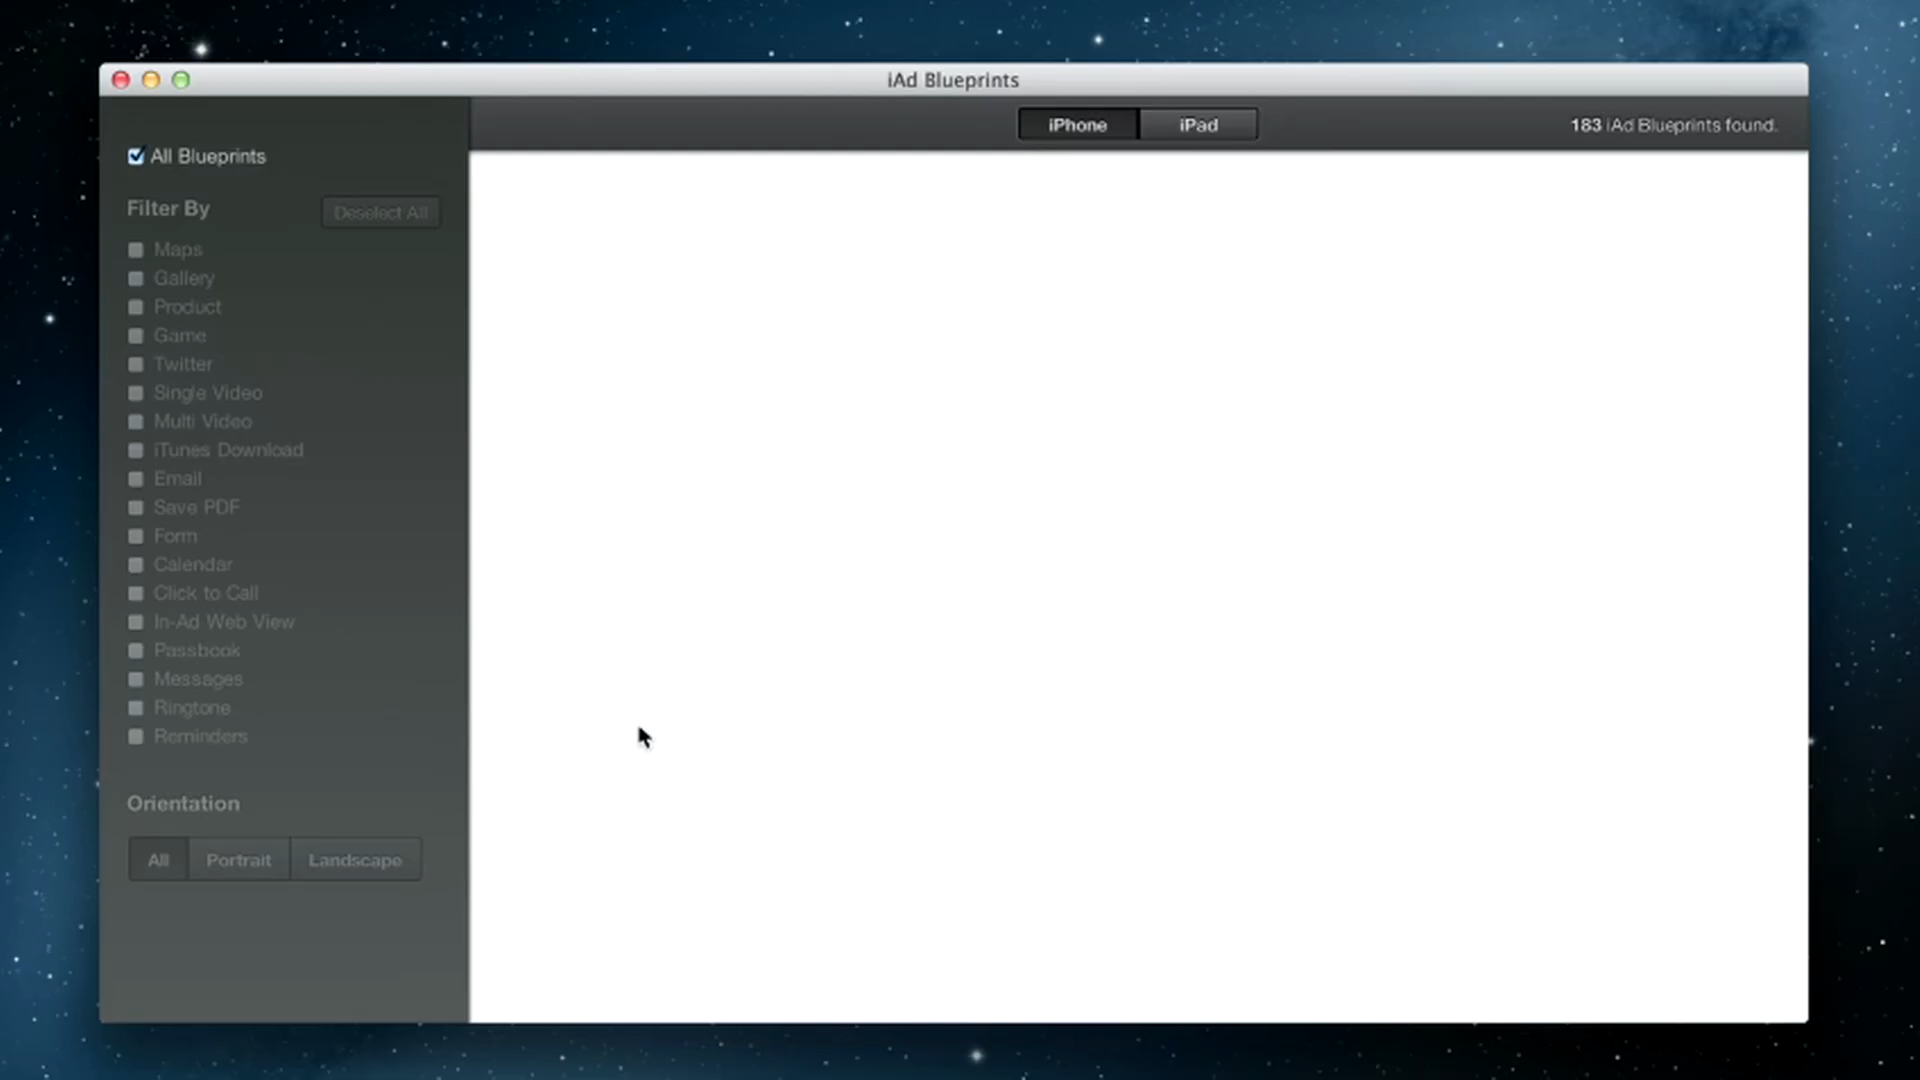 iAd Blueprints
iPhone
iPad
183 iAd Blueprints found.
All Blueprints
Filter By
Deselect All
Maps
Gallery
Product
Game
Twitter
Single Video
Multi Video
iTunes Download
Email
Save PDF
Form
Calendar
Click to Call
In-Ad Web View
Passbook
Messages
Ringtone
Reminders
Orientation
All
Portrait
Landscape